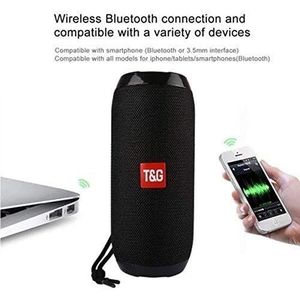 Wireless Bluetooth connection and
compatible with a variety of devices
Compatible with smartphone (Bluetooth or 3.5mm interface)
Compatible with all models for iphone/tablets/smartphones(Bluetooth)
T&G